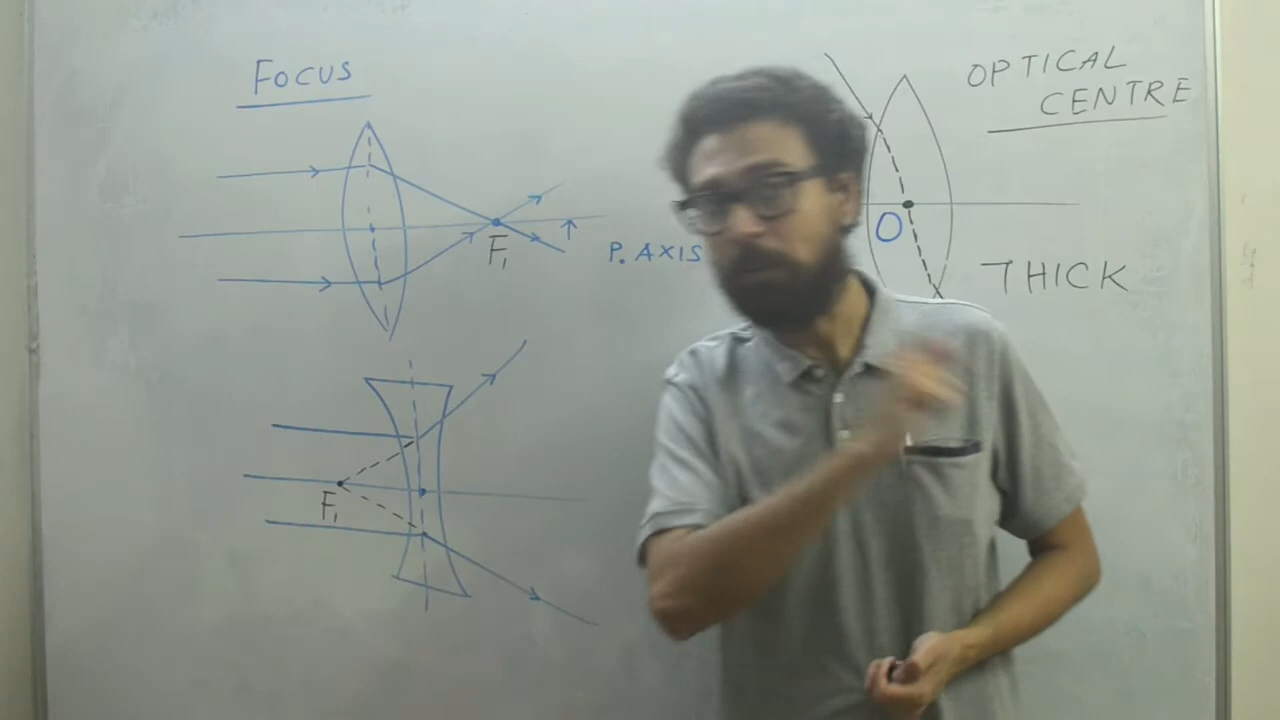 FOCUS
F₁
P. AXIS
F₁
OPTICAL
CENTRE
O
THICK